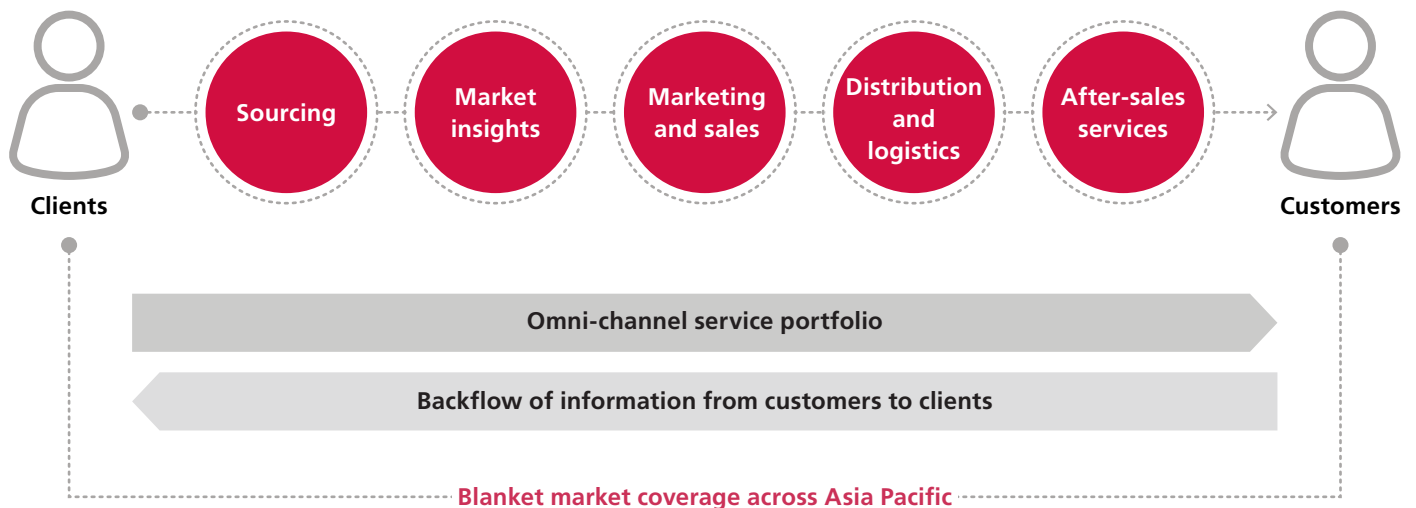 Sourcing
Market
insights
Marketing
and sales
Distribution
and
logistics
After-sales
services
Clients
Customers
Omni-channel service portfolio
Backflow of information from customers to clients
Blanket market coverage across Asia Pacific